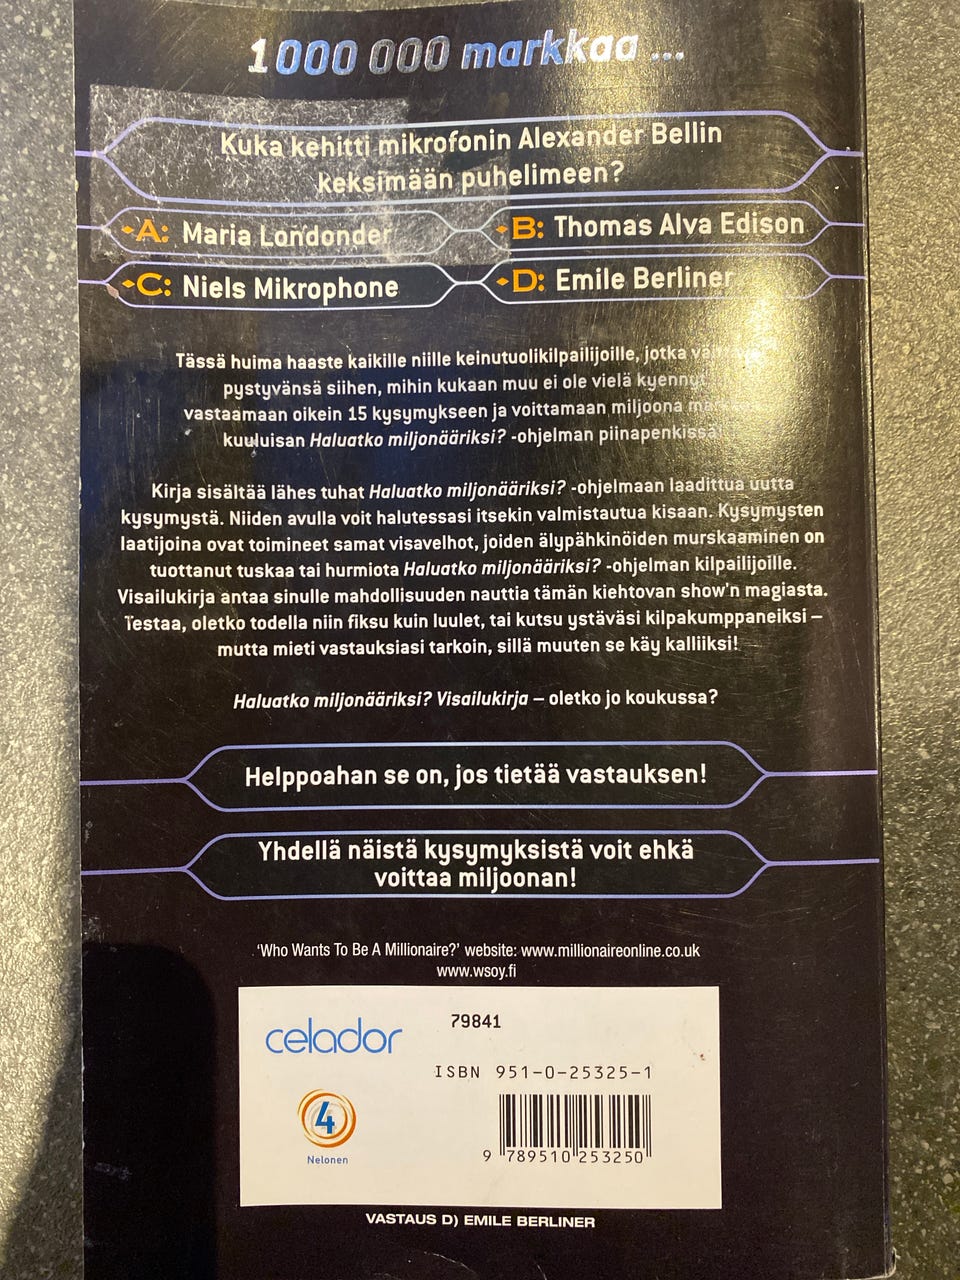 1 000 000 markkaa ...
Kuka kehitti mikrofonin Alexander Bellin
keksimään puhelimeen?
A: Maria Londonder
B: Thomas Alva Edison
C: Niels Mikrophone
D: Emile Berliner
Tässä huima haaste kaikille niille keinutuolikilpailijoille, jotka
pystyvänsä siihen, mihin kukaan muu ei ole vielä kyennyt
vastaamaan oikein 15 kysymykseen ja voittamaan miljoona
kuuluisan Haluatko miljonääriksi? -ohjelman piinapenkissä!
Kirja sisältää lähes tuhat Haluatko miljonääriksi? -ohjelmaan laadittua uutta
kysymystä. Niiden avulla voit halutessasi itsekin valmistautua kisaan. Kysymysten
laatijoina ovat toimineet samat visavelhot, joiden älypähkinöiden murskaaminen on
tuottanut tuskaa tai hurmiota Haluatko miljonääriksi? -ohjelman kilpailijoille.
Visailukirja antaa sinulle mahdollisuuden nauttia tämän kiehtovan show'n magiasta.
Testaa, oletko todella niin fiksu kuin luulet, tai kutsu ystäväsi kilpakumppaneiksi –
mutta mieti vastauksiasi tarkoin, sillä muuten se käy kalliiksi!
Haluatko miljonääriksi? Visailukirja – oletko jo koukussa?
Helppoahan se on, jos tietää vastauksen!
Yhdellä näistä kysymyksistä voit ehkä
voittaa miljoonan!
'Who Wants To Be A Millionaire?' website: www.millionaireonline.co.uk
www.wsoy.fi
celador
79841
ISBN 951-0-25325-1
4
Nelonen
9 789510 253250
VASTAUS D) EMILE BERLINER